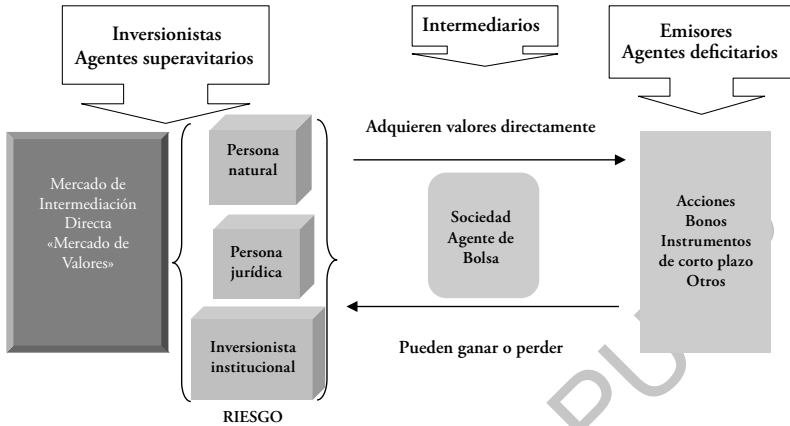 Inversionistas
Agentes superavitarios
Intermediarios
Emisores
Agentes deficitarios
Mercado de
Intermediación
Directa
«Mercado de
Valores»
Persona
natural
Persona
jurídica
Inversionista
institucional
RIESGO
Adquieren valores directamente
Sociedad
Agente de
Bolsa
Pueden ganar o perder
Acciones
Bonos
Instrumentos
de corto plazo
Otros